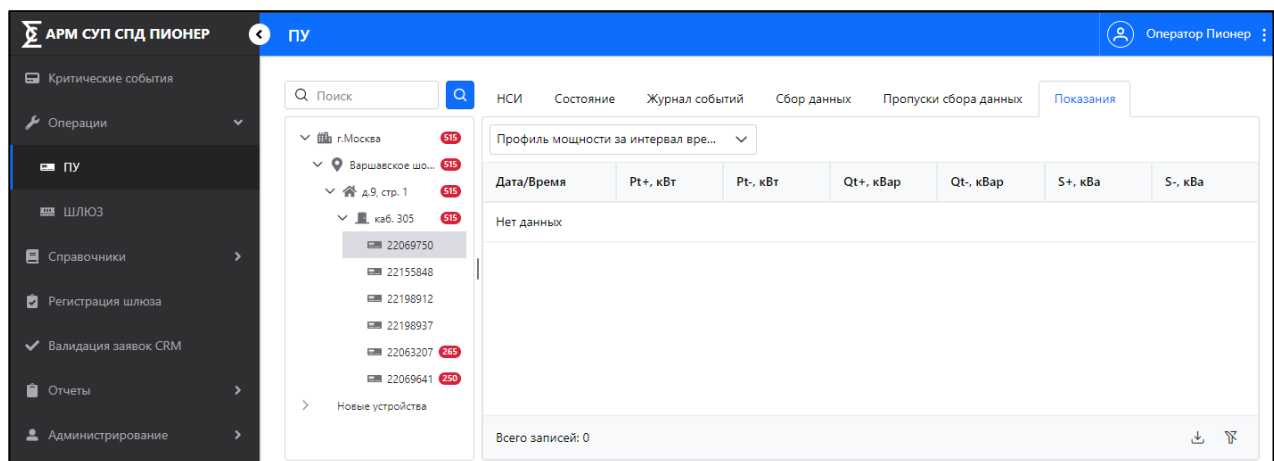 АРМ СУП СПД ПИОНЕР
ПУ
Оператор Пионер
Критические события
Операции
ПУ
ШЛЮЗ
Справочники
Регистрация шлюза
Валидация заявок CRM
Отчеты
Администрирование
Поиск
г.Москва 515
Варшавское шо... 515
д.9, стр. 1 515
каб. 305 515
22069750
22155848
22198912
22198937
22063207 265
22069641 250
Новые устройства
НСИ Состояние Журнал событий Сбор данных Пропуски сбора данных Показания
Профиль мощности за интервал вре...
Дата/Время Pt+, кВт Pt-, кВт Qt+, кВар Qt-, кВар S+, кВа S-, кВа
Нет данных
Всего записей: 0